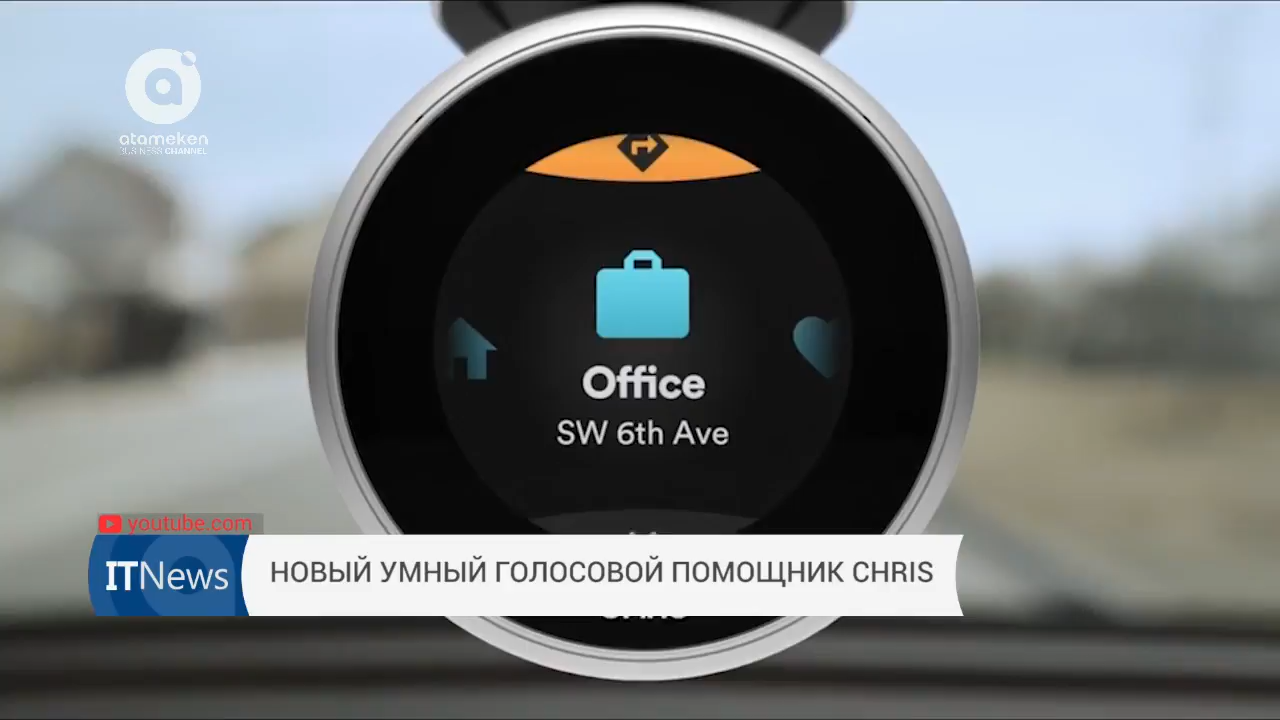 atameken
BUSINESS CHANNEL
Office
SW 6th Ave
youtube.com
ITNews
НОВЫЙ УМНЫЙ ГОЛОСОВОЙ ПОМОЩНИК CHRIS